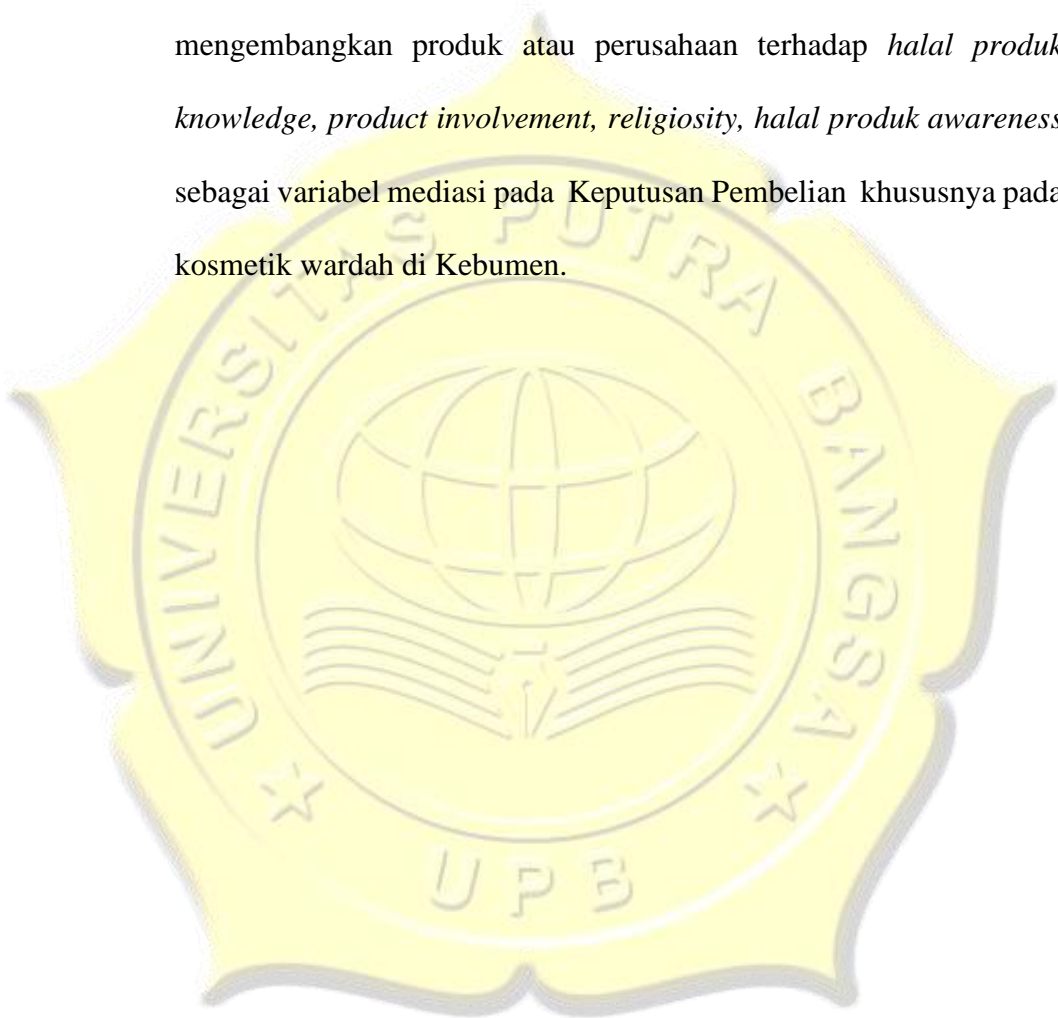 mengembangkan produk atau perusahaan terhadap halal produk
knowledge, product involvement, religiosity, halal produk awareness
sebagai variabel mediasi pada Keputusan Pembelian khususnya pada
kosmetik wardah di Kebumen.
UNIVERSITAS PUTRA BANGSA
UPB